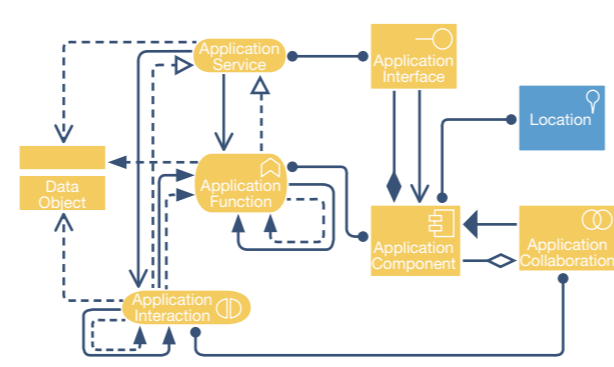 Application
Service
Application
Interface
Location
Data
Object
Application
Function
Application
Component
Application
Collaboration
Application
Interaction